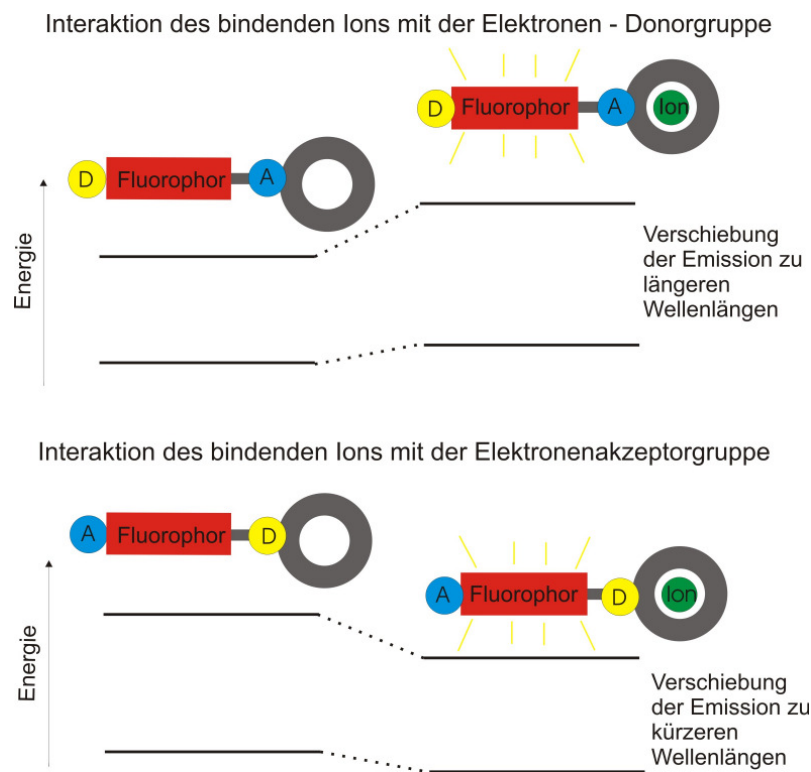 Interaktion des bindenden Ions mit der Elektronen - Donorgruppe
D
Fluorophor
A
Ion
D
Fluorophor
A
Energie
Verschiebung
der Emission zu
längeren
Wellenlängen
Interaktion des bindenden Ions mit der Elektronenakzeptorgruppe
A
Fluorophor
D
A
Fluorophor
D
Ion
Energie
Verschiebung
der Emission zu
kürzeren
Wellenlängen